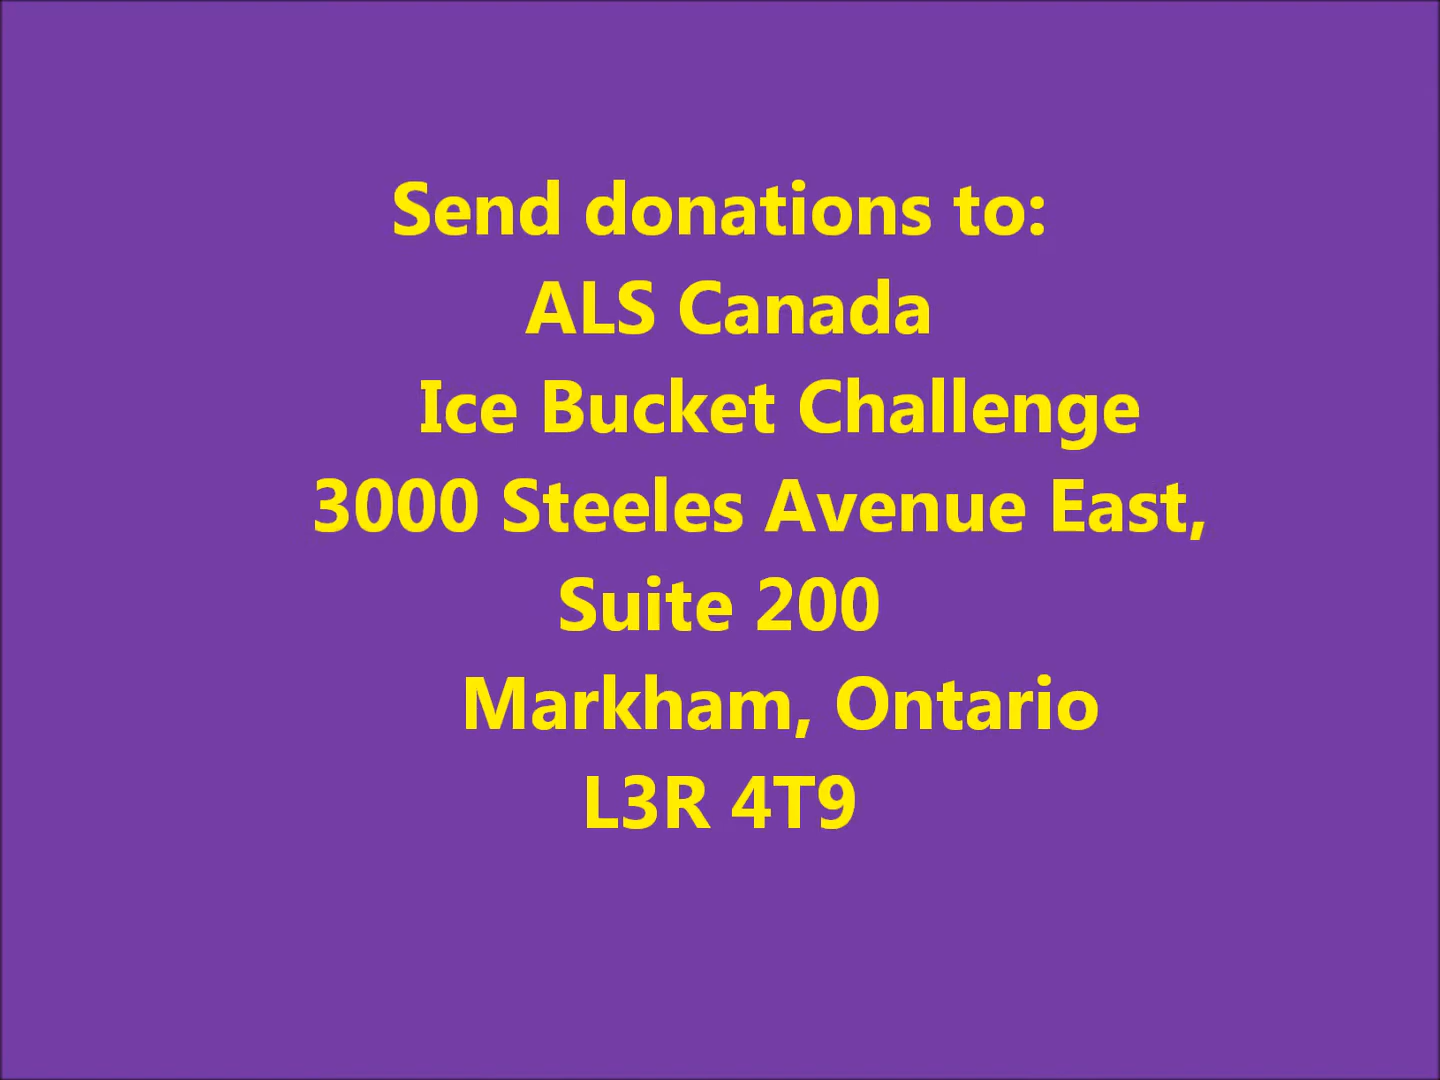 Send donations to:
ALS Canada
Ice Bucket Challenge
3000 Steeles Avenue East,
Suite 200
Markham, Ontario
L3R 4T9